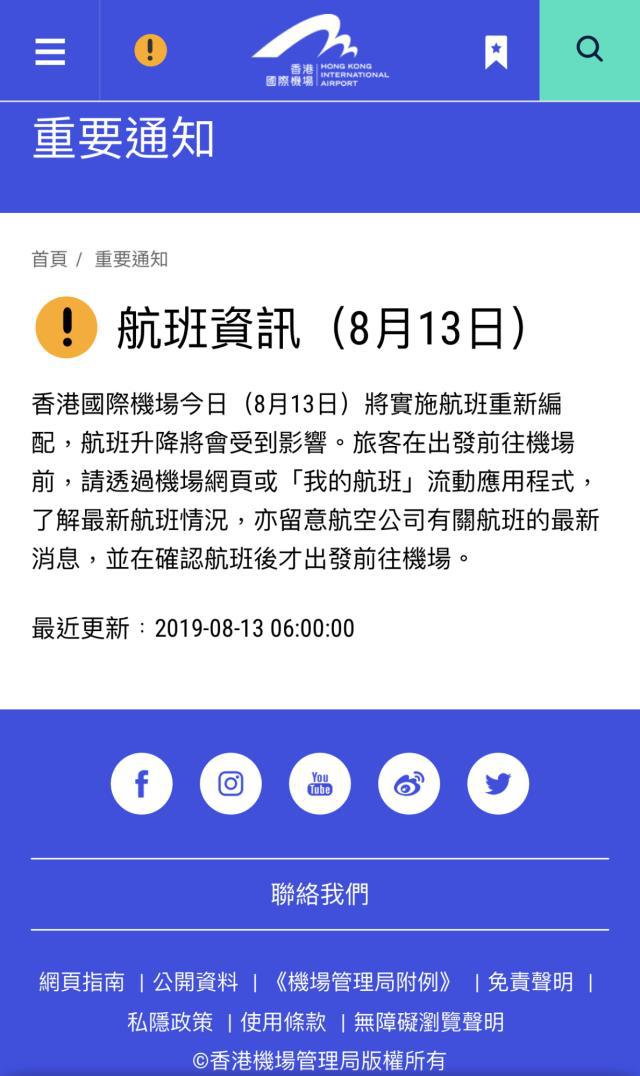 香港
國際機場
HONG KONG
INTERNATIONAL
AIRPORT
重要通知
首頁 / 重要通知
航班資訊（8月13日）
香港國際機場今日（8月13日）將實施航班重新編
配，航班升降將會受到影響。旅客在出發前往機場
前，請透過機場網頁或「我的航班」流動應用程式，
了解最新航班情況，亦留意航空公司有關航班的最新
消息，並在確認航班後才出發前往機場。
最近更新：2019-08-13 06:00:00
You
Tube
聯絡我們
網頁指南 | 公開資料 | 《機場管理局附例》 | 免責聲明 |
私隱政策 | 使用條款 | 無障礙瀏覽聲明
©香港機場管理局版權所有